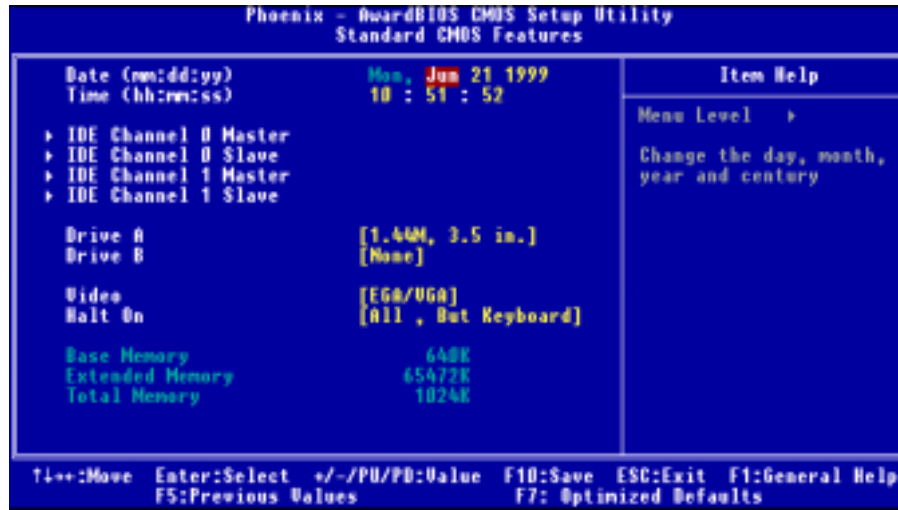 Phoenix - AwardBIOS CMOS Setup Utility
Standard CMOS Features
Date (mm:dd:yy) Mon, Jun 21 1999
Time (hh:mm:ss) 10 : 51 : 52
IDE Channel 0 Master
IDE Channel 0 Slave
IDE Channel 1 Master
IDE Channel 1 Slave
Drive A [1.44M, 3.5 in.]
Drive B [None]
Video [EGA/VGA]
Halt On [All , But Keyboard]
Base Memory 640K
Extended Memory 65472K
Total Memory 1024K
Item Help
Menu Level
Change the day, month,
year and century
↑↓→←:Move Enter:Select +/-/PU/PD:Value F10:Save ESC:Exit F1:General Help
F5:Previous Values F7: Optimized Defaults